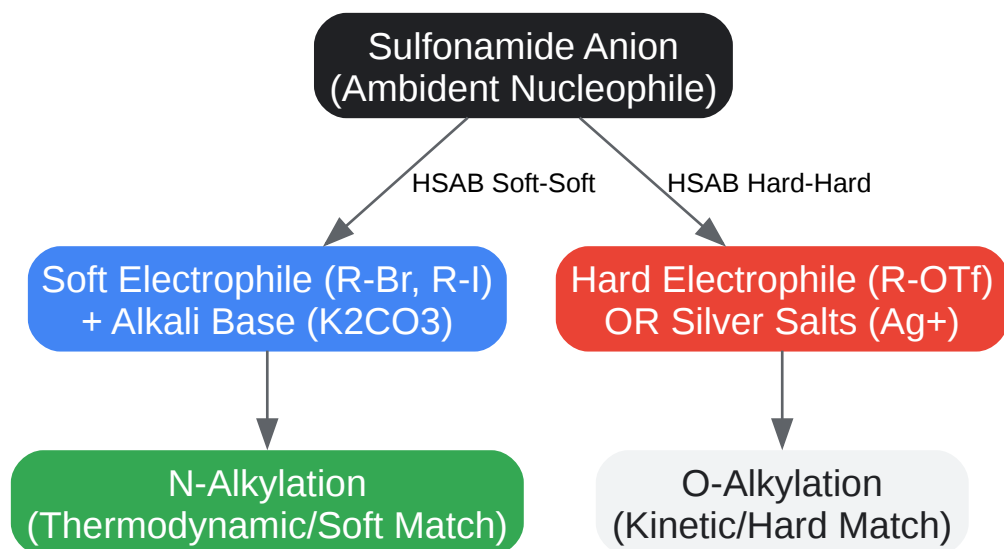 Sulfonamide Anion
(Ambident Nucleophile)
HSAB Soft-Soft
HSAB Hard-Hard
Soft Electrophile (R-Br, R-I)
+ Alkali Base (K2CO3)
Hard Electrophile (R-OTf)
OR Silver Salts (Ag+)
N-Alkylation
(Thermodynamic/Soft Match)
O-Alkylation
(Kinetic/Hard Match)